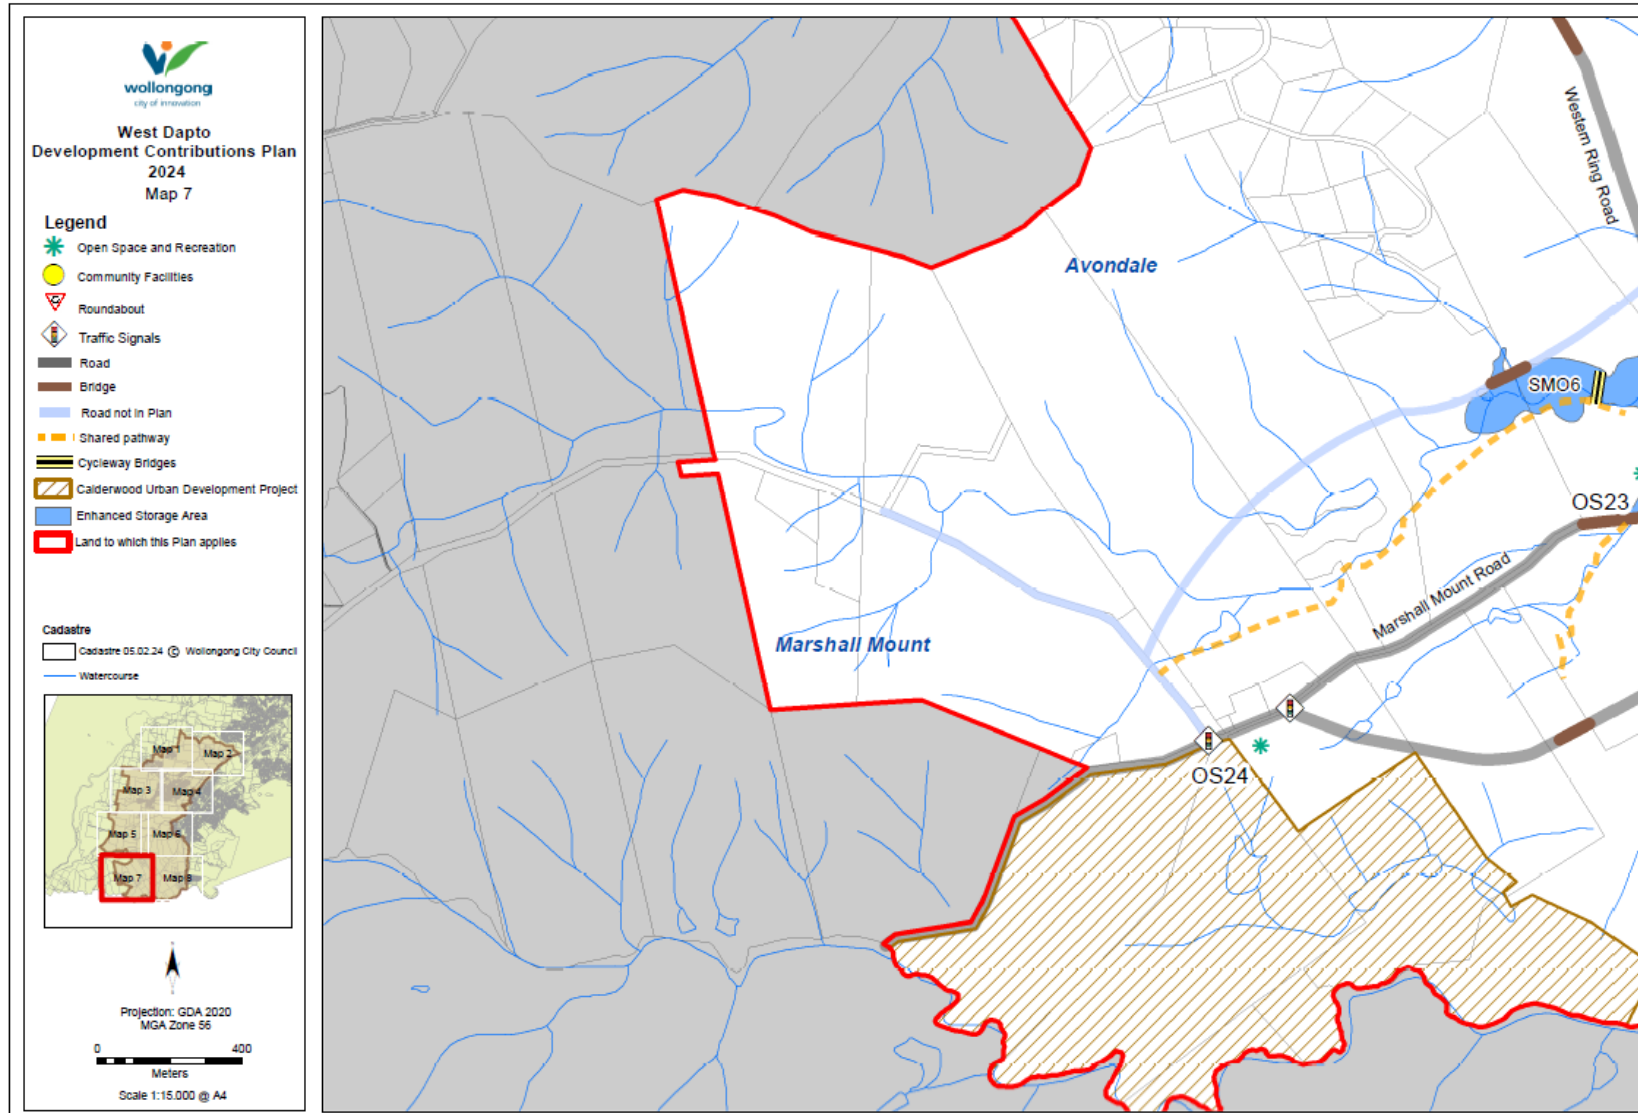 wollongong
city of innovation
West Dapto
Development Contributions Plan
2024
Map 7
Legend
Open Space and Recreation
Community Facilities
Roundabout
Traffic Signals
Road
Bridge
Road not in Plan
Shared pathway
Cycleway Bridges
Calderwood Urban Development Project
Enhanced Storage Area
Land to which this Plan applies
Cadastre
Cadastre 05.02.24 © Wollongong City Council
Watercourse
Map 1
Map 2
Map 3
Map 4
Map 5
Map 6
Map 7
Map 8
Projection: GDA 2020
MGA Zone 56
0 400
Meters
Scale 1:15,000 @ A4
Western Ring Road
Avondale
SM06
OS23
Marshall Mount Road
Marshall Mount
OS24